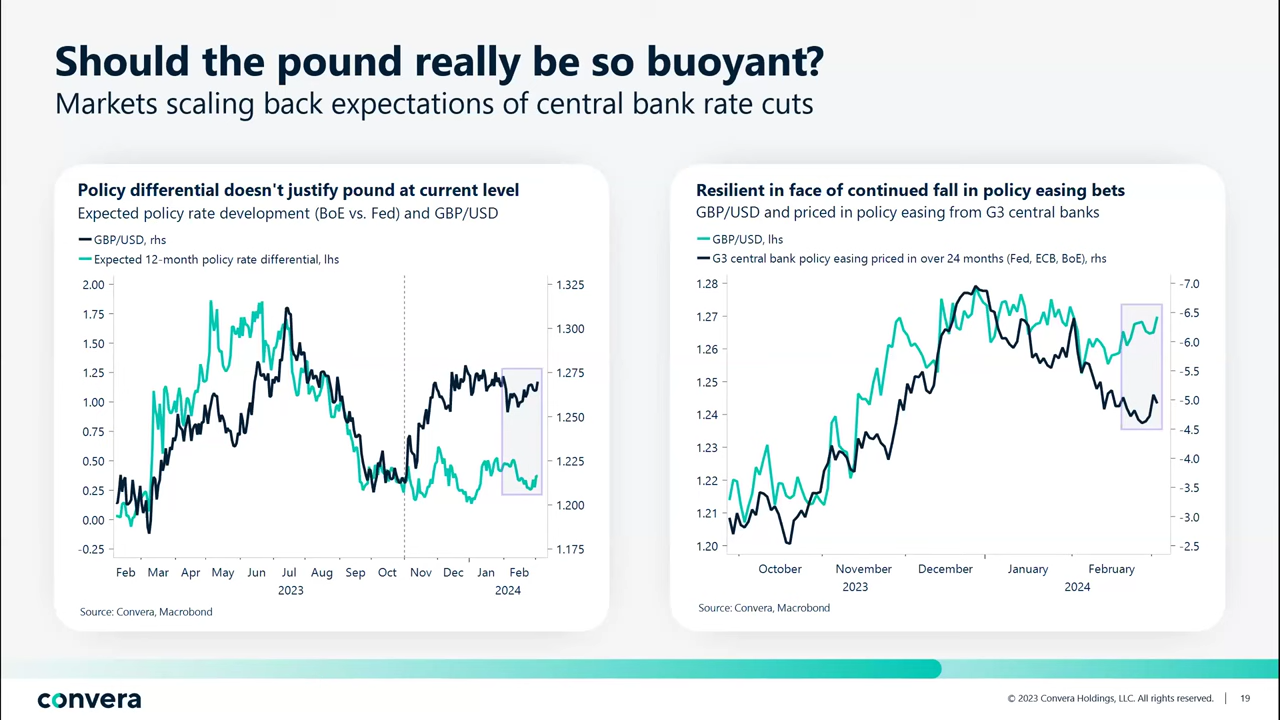 Should the pound really be so buoyant?
Markets scaling back expectations of central bank rate cuts
Policy differential doesn't justify pound at current level
Expected policy rate development (BoE vs. Fed) and GBP/USD
GBP/USD, rhs
Expected 12-month policy rate differential, lhs
2.00
1.75
1.50
1.25
1.00
0.75
0.50
0.25
0.00
-0.25
1.325
1.300
1.275
1.250
1.225
1.200
1.175
Feb Mar Apr May Jun Jul Aug Sep Oct Nov Dec Jan Feb
2023 2024
Source: Convera, Macrobond
Resilient in face of continued fall in policy easing bets
GBP/USD and priced in policy easing from G3 central banks
GBP/USD, lhs
G3 central bank policy easing priced in over 24 months (Fed, ECB, BoE), rhs
1.28
1.27
1.26
1.25
1.24
1.23
1.22
1.21
1.20
-7.0
-6.5
-6.0
-5.5
-5.0
-4.5
-4.0
-3.5
-3.0
-2.5
October November December January February
2023 2024
Source: Convera, Macrobond
convera
© 2023 Convera Holdings, LLC. All rights reserved. | 19